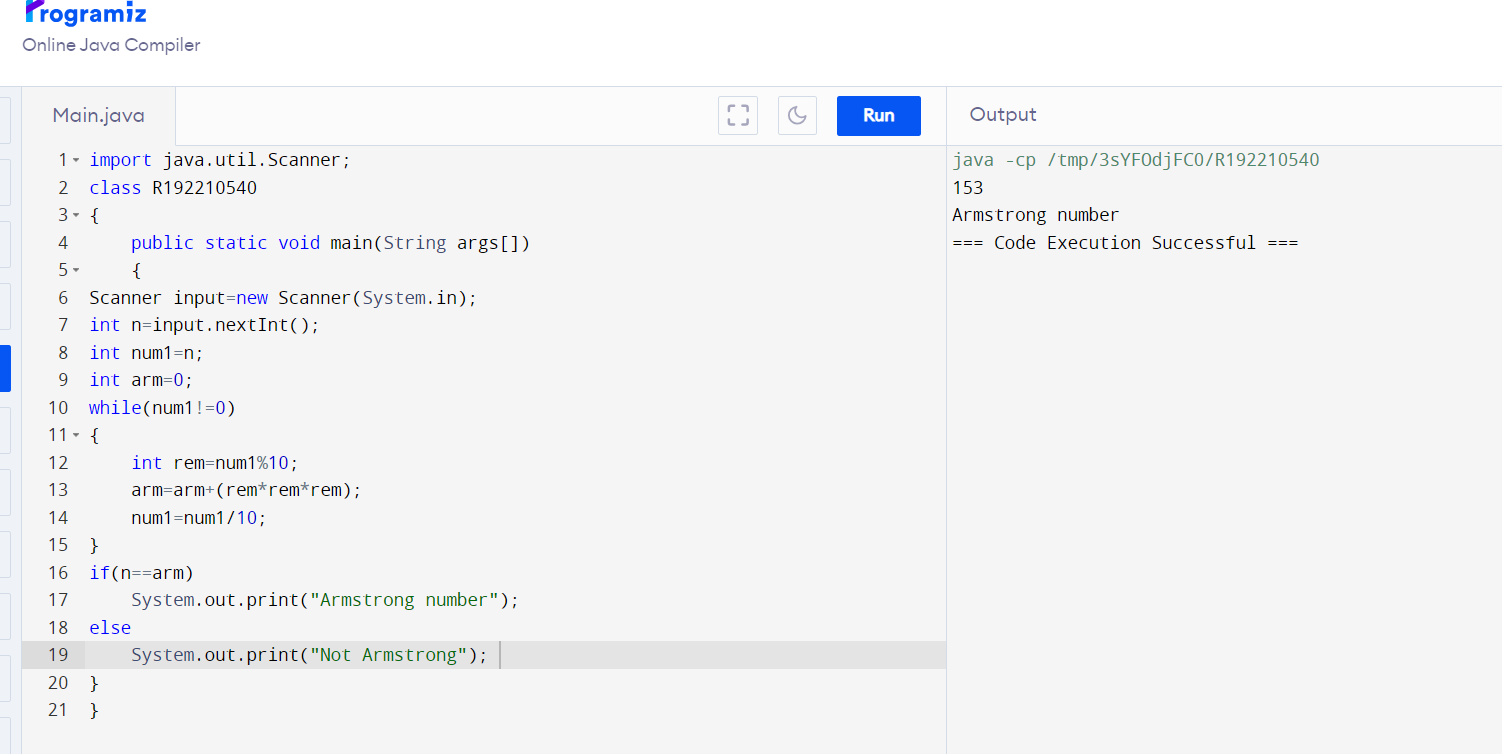 Programiz
Online Java Compiler
Main.java
Run
Output
1 import java.util.Scanner;
2 class R192210540
3 {
4     public static void main(String args[])
5     {
6 Scanner input=new Scanner(System.in);
7 int n=input.nextInt();
8 int num1=n;
9 int arm=0;
10 while(num1!=0)
11 {
12     int rem=num1%10;
13     arm=arm+(rem*rem*rem);
14     num1=num1/10;
15 }
16 if(n==arm)
17     System.out.print("Armstrong number");
18 else
19     System.out.print("Not Armstrong");
20 }
21 }
java -cp /tmp/3sYFOdjFC0/R192210540
153
Armstrong number
=== Code Execution Successful ===